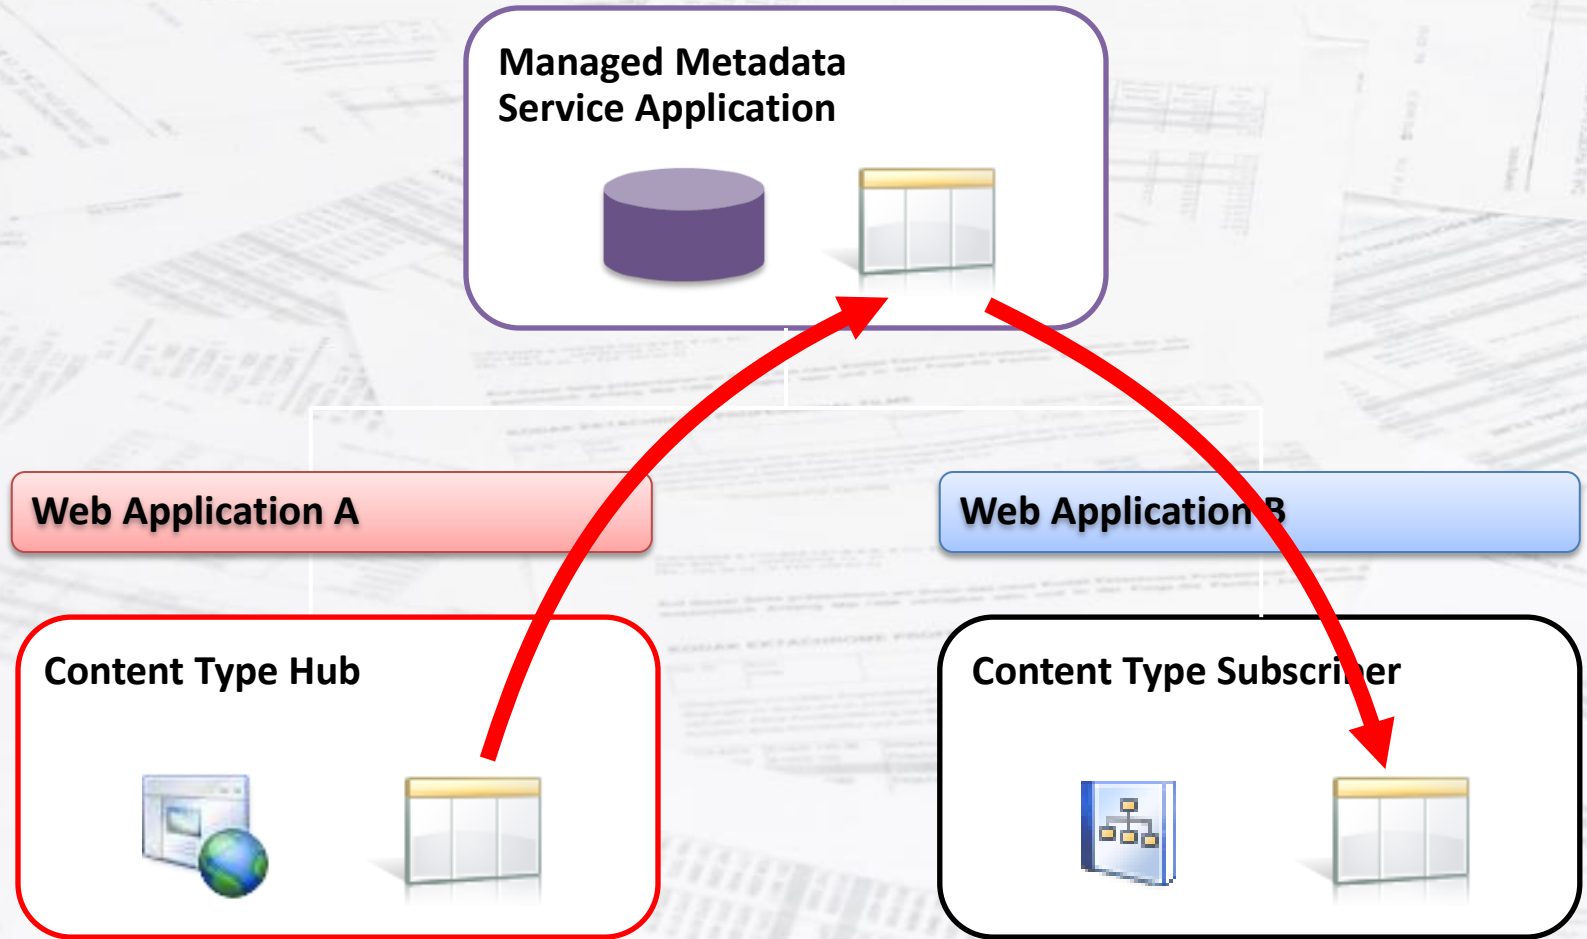 Managed Metadata
Service Application
Web Application A
Web Application B
Content Type Hub
Content Type Subscriber